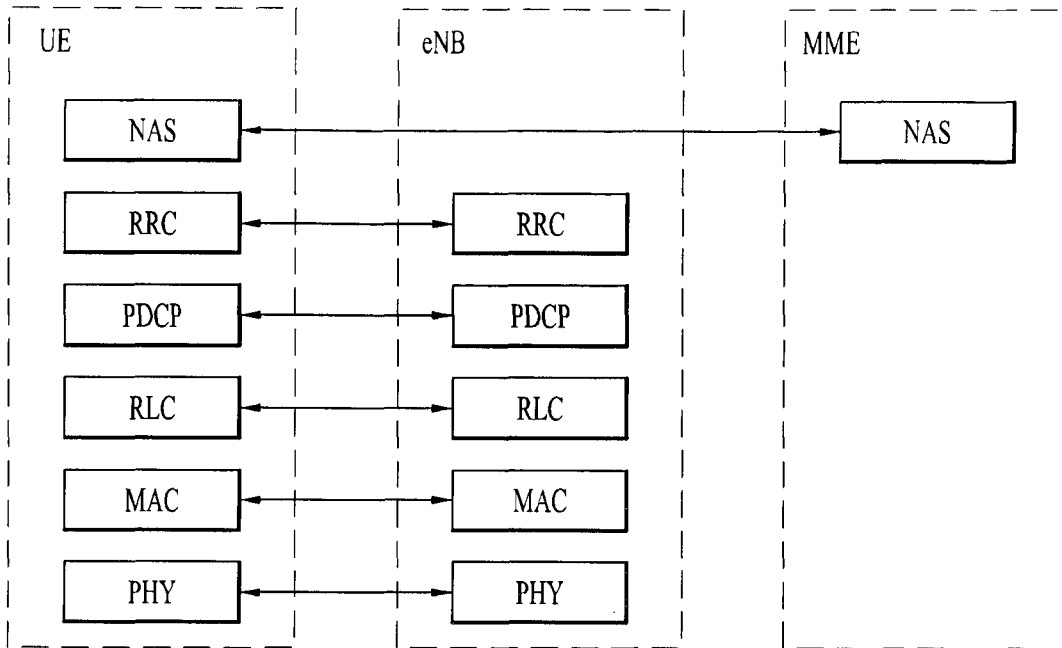 UE
eNB
MME
NAS
NAS
RRC
RRC
PDCP
PDCP
RLC
RLC
MAC
MAC
PHY
PHY